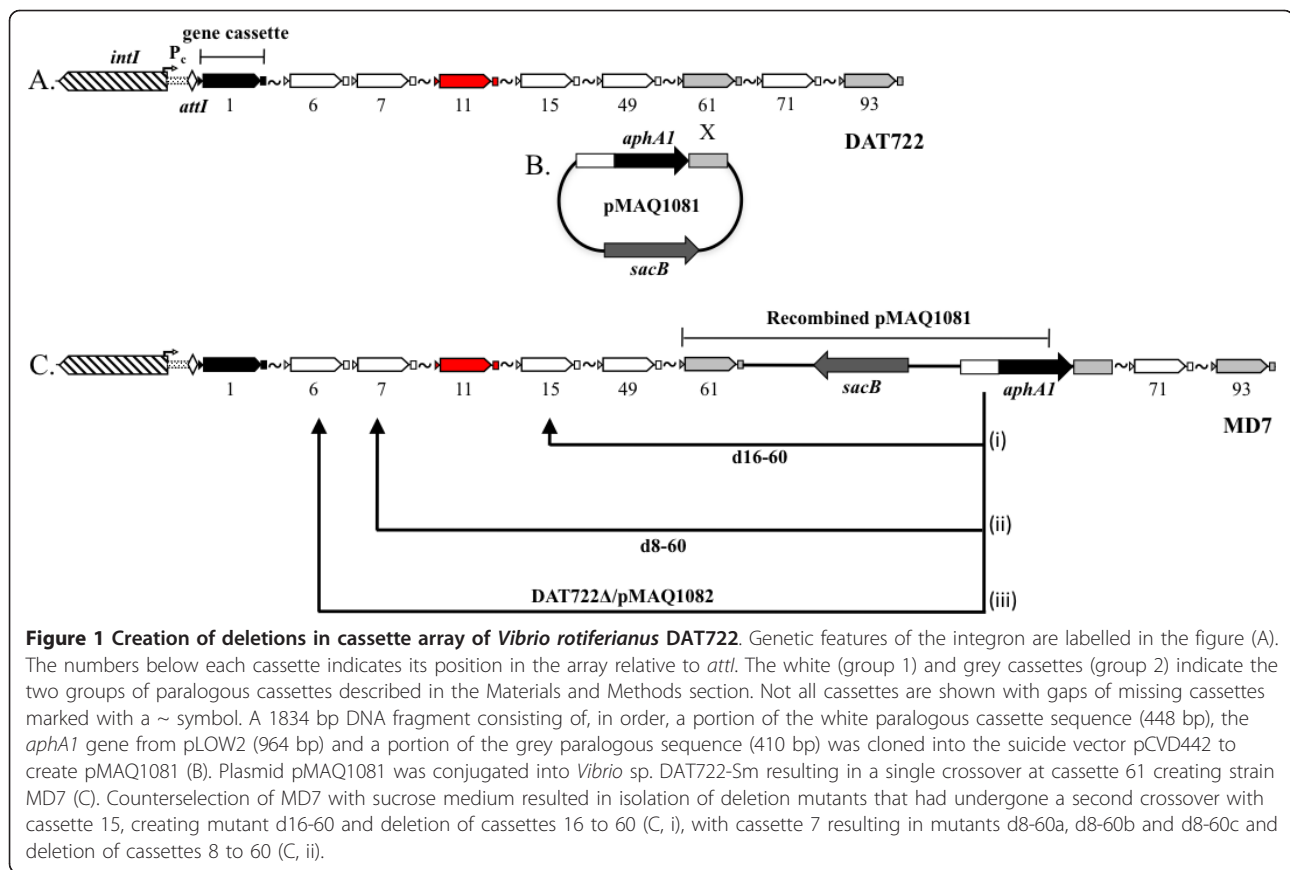 gene cassette
intI P_c
A. ~ ~ ~ ~ ~ ~ ~
attI 1 6 7 11 15 49 61 71 93
DAT722
X
aphA1
B.
pMAQ1081
sacB
Recombined pMAQ1081
C. ~ ~ ~ ~ ~ ~ ~
1 6 7 11 15 49 61 sacB aphA1 71 93
MD7
(i)
d16-60
(ii)
d8-60
DAT722Δ/pMAQ1082 (iii)
Figure 1 Creation of deletions in cassette array of Vibrio rotiferianus DAT722. Genetic features of the integron are labelled in the figure (A).
The numbers below each cassette indicates its position in the array relative to attI. The white (group 1) and grey cassettes (group 2) indicate the
two groups of paralogous cassettes described in the Materials and Methods section. Not all cassettes are shown with gaps of missing cassettes
marked with a ~ symbol. A 1834 bp DNA fragment consisting of, in order, a portion of the white paralogous cassette sequence (448 bp), the
aphA1 gene from pLOW2 (964 bp) and a portion of the grey paralogous sequence (410 bp) was cloned into the suicide vector pCVD442 to
create pMAQ1081 (B). Plasmid pMAQ1081 was conjugated into Vibrio sp. DAT722-Sm resulting in a single crossover at cassette 61 creating strain
MD7 (C). Counterselection of MD7 with sucrose medium resulted in isolation of deletion mutants that had undergone a second crossover with
cassette 15, creating mutant d16-60 and deletion of cassettes 16 to 60 (C, i), with cassette 7 resulting in mutants d8-60a, d8-60b and d8-60c and
deletion of cassettes 8 to 60 (C, ii).